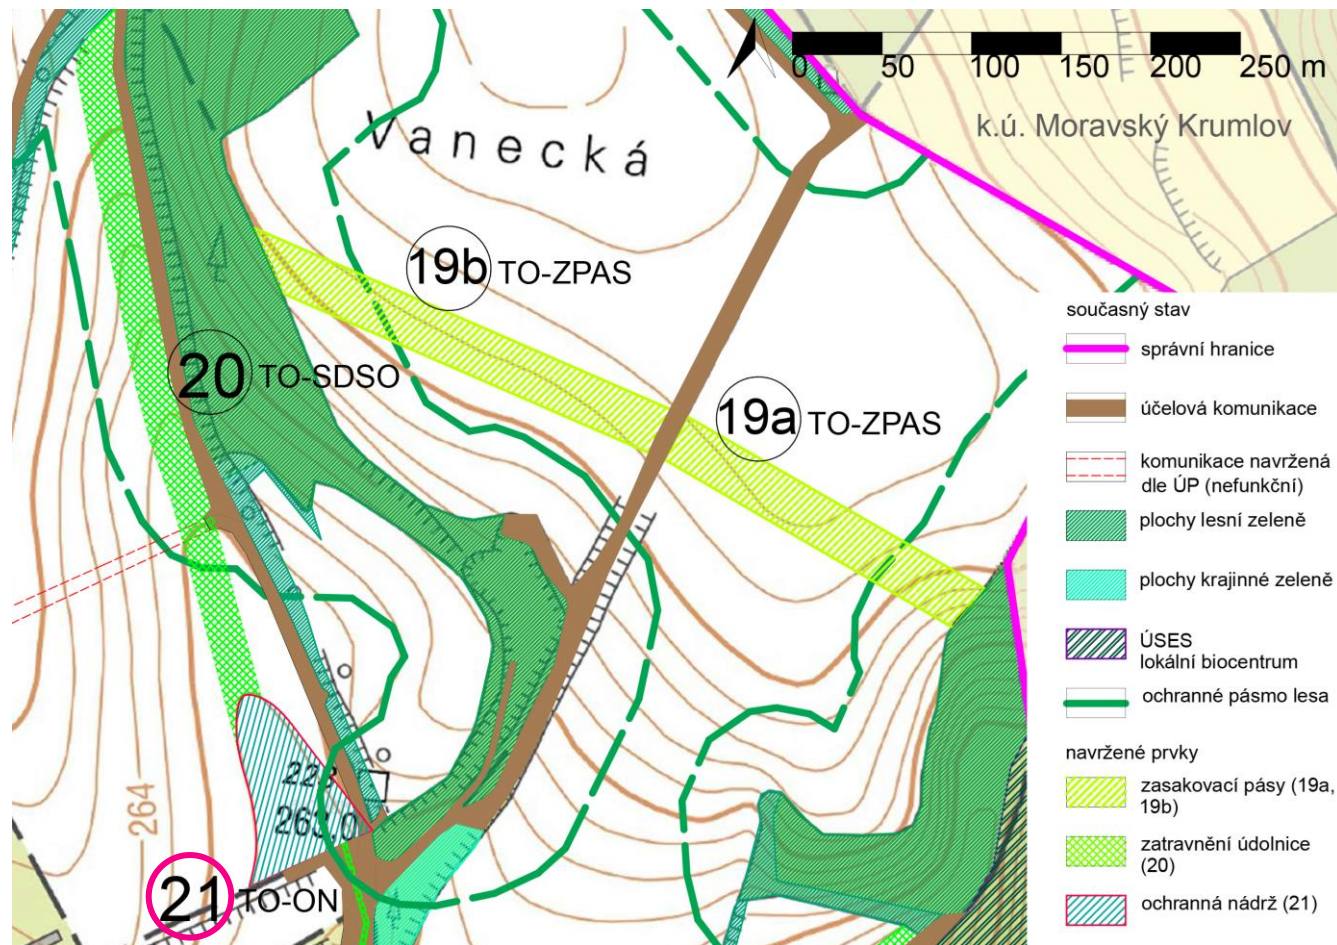 0 50 100 150 200 250 m
k.ú. Moravský Krumlov
Vanecká
19b TO-ZPAS
20 TO-SDSO
19a TO-ZPAS
264
223
263,0
21 TO-ON
současný stav
správní hranice
účelová komunikace
komunikace navržená
dle ÚP (nefunkční)
plochy lesní zeleně
plochy krajinné zeleně
ÚSES
lokální biocentrum
ochranné pásmo lesa
navržené prvky
zasakovací pásy (19a,
19b)
zatravnění údolnice
(20)
ochranná nádrž (21)